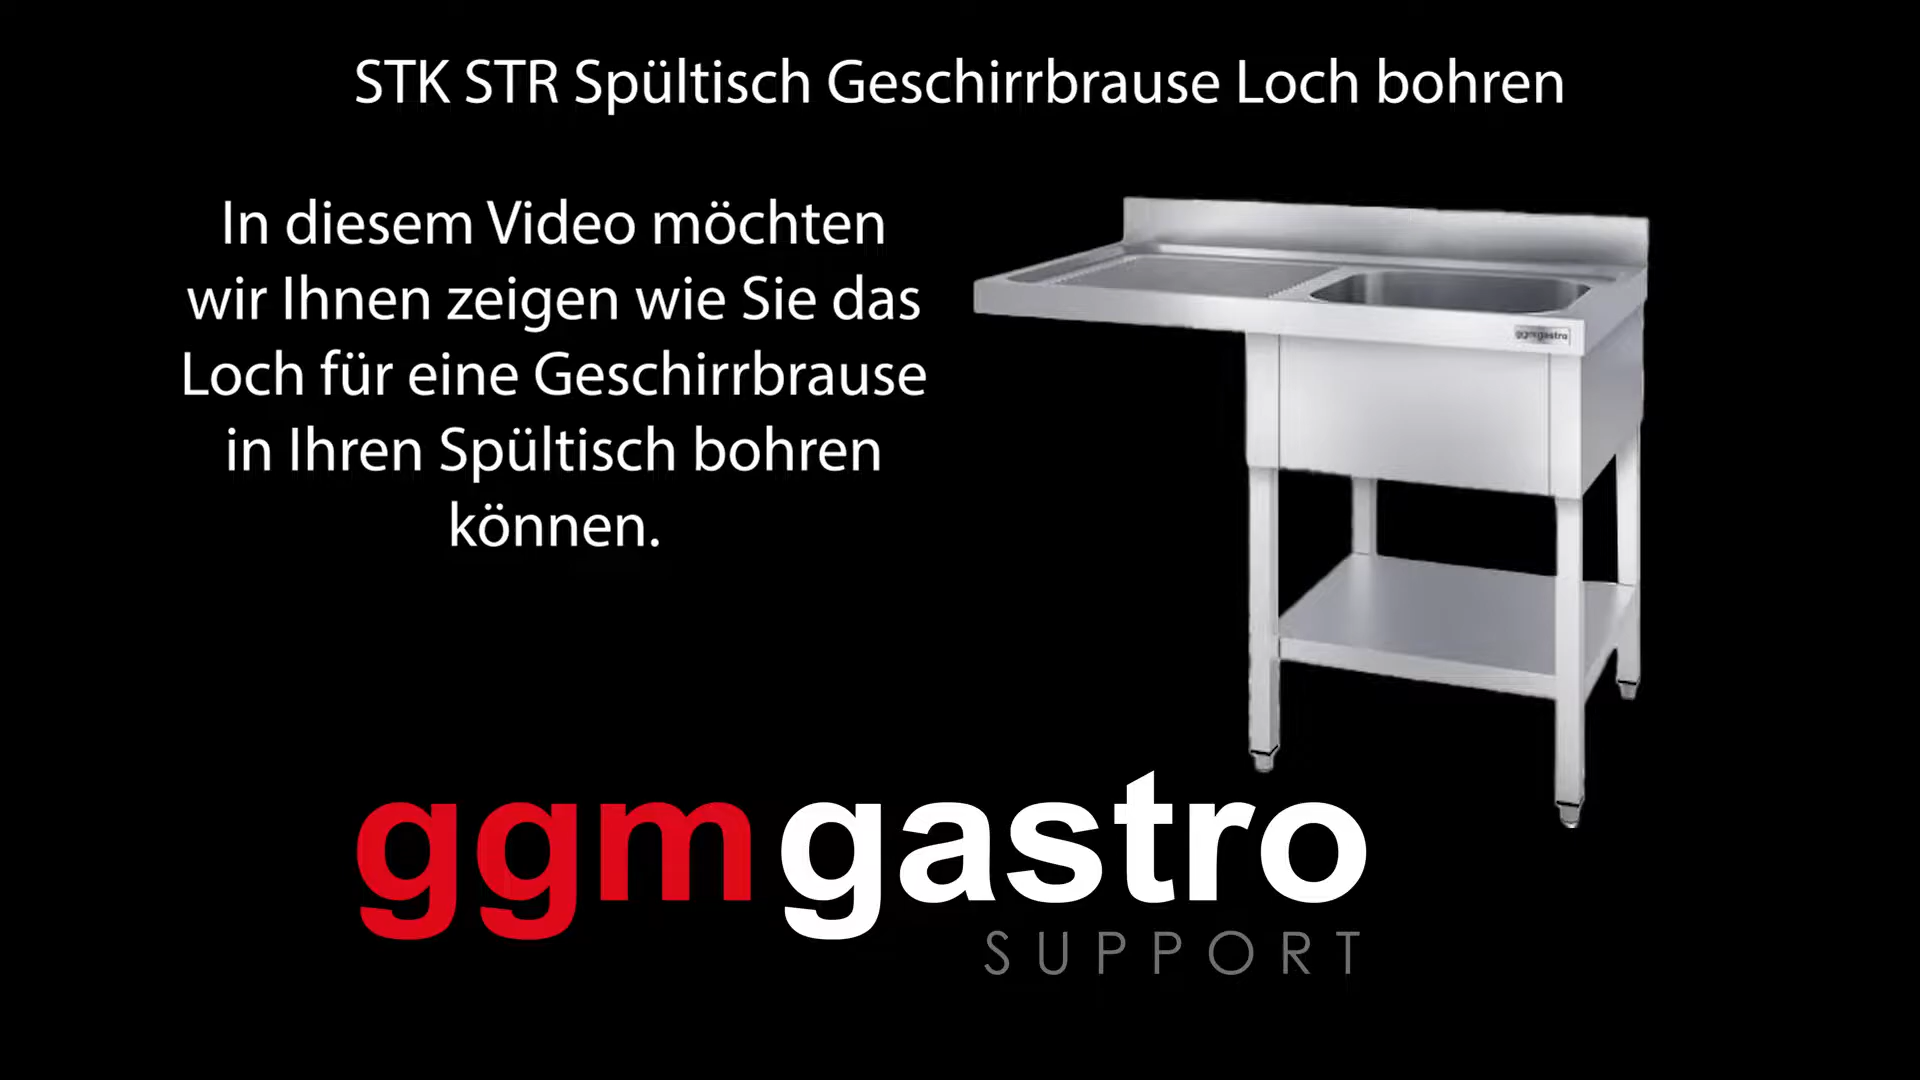 STK STR Spültisch Geschirrbrause Loch bohren
In diesem Video möchten
wir Ihnen zeigen wie Sie das
Loch für eine Geschirrbrause
in Ihren Spültisch bohren
können.
ggmgastro
ggmgastro
SUPPORT